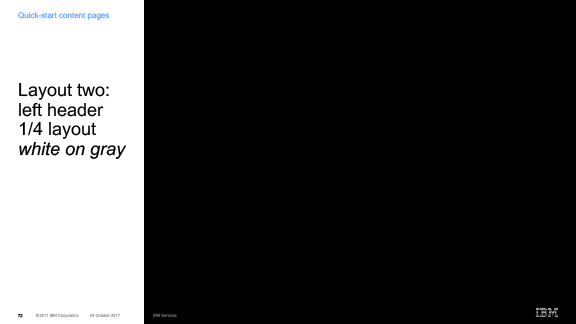 Quick-start content pages
Layout two:
left header
1/4 layout
white on gray
72 ©2017 IBM Corporation 24 October 2017 IBM Services
IBM